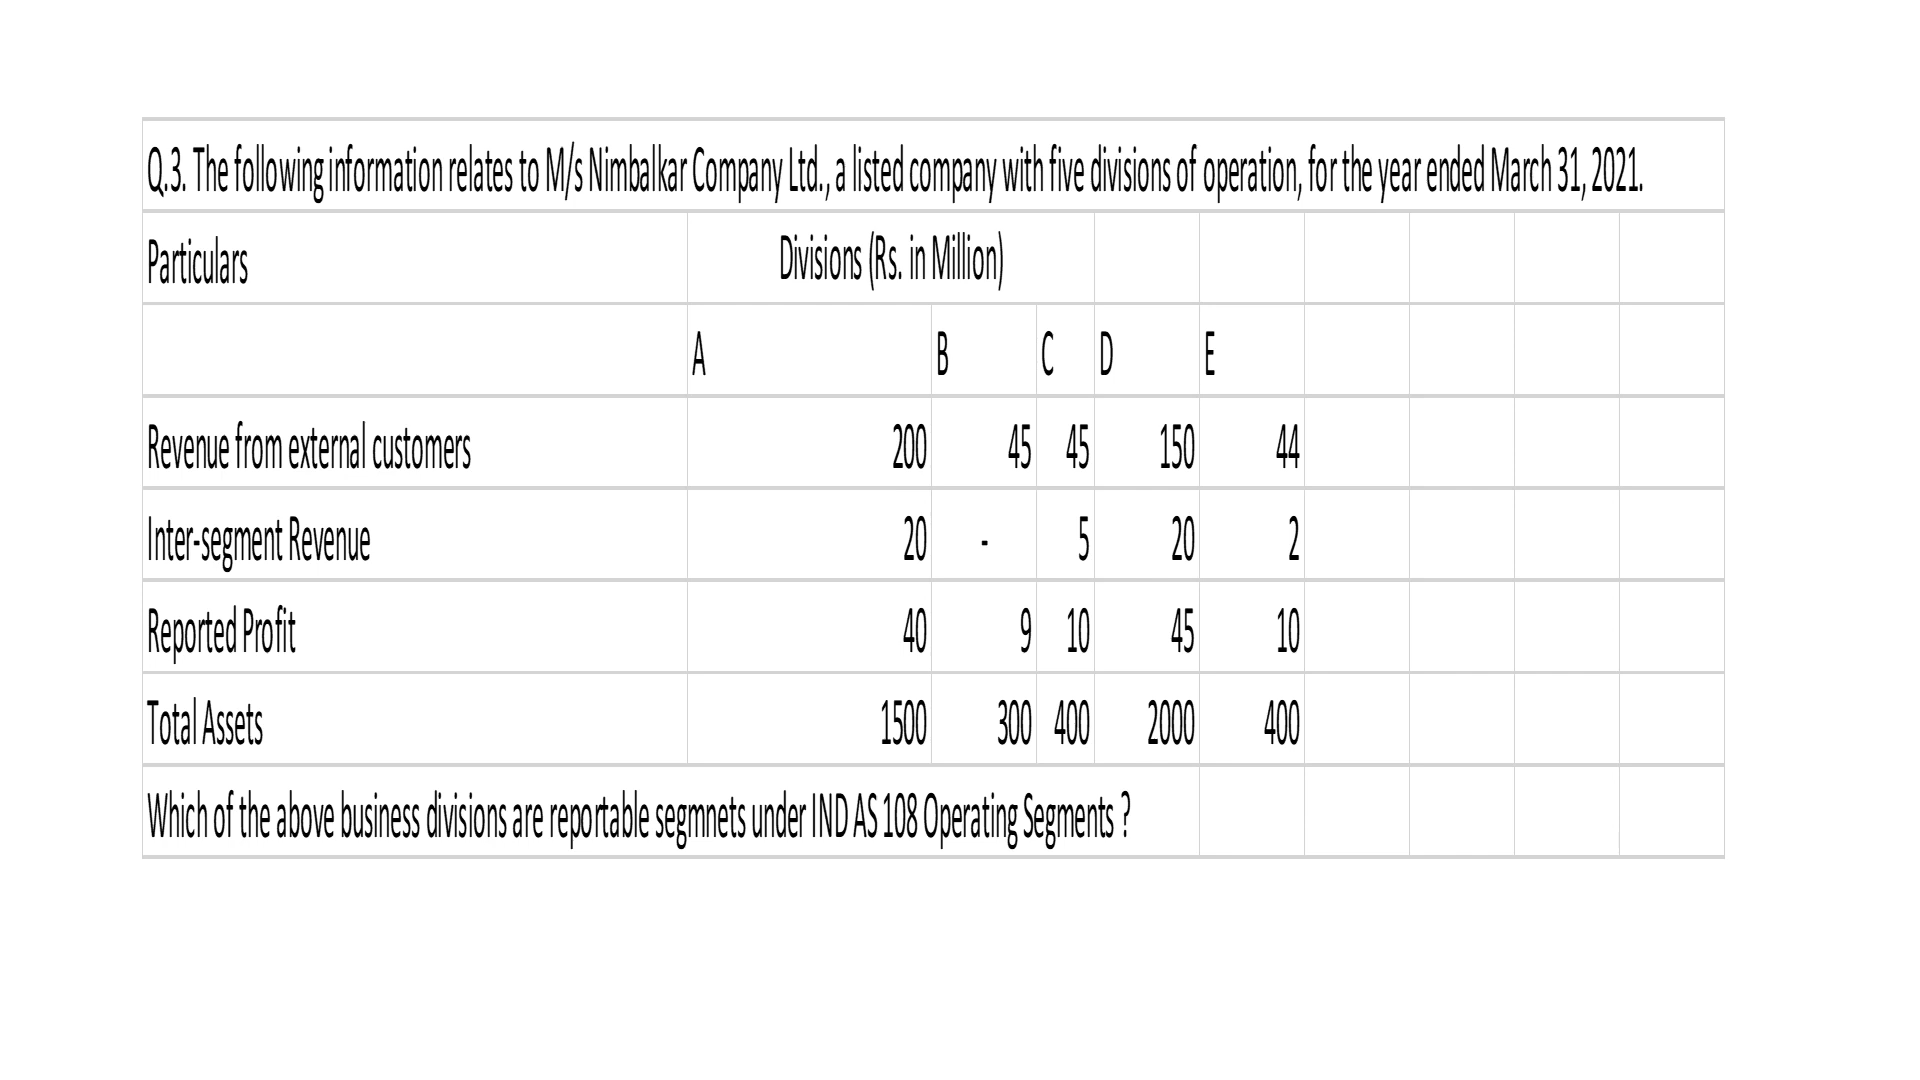 Q.3. The following information relates to M/s Nimbalkar Company Ltd., a listed company with five divisions of operation, for the year ended March 31, 2021.
Particulars Divisions (Rs. in Million)
A B C D E
Revenue from external customers 200 45 45 150 44
Inter-segment Revenue 20 - 5 20 2
Reported Profit 40 9 10 45 10
Total Assets 1500 300 400 2000 400
Which of the above business divisions are reportable segmnets under IND AS 108 Operating Segments ?